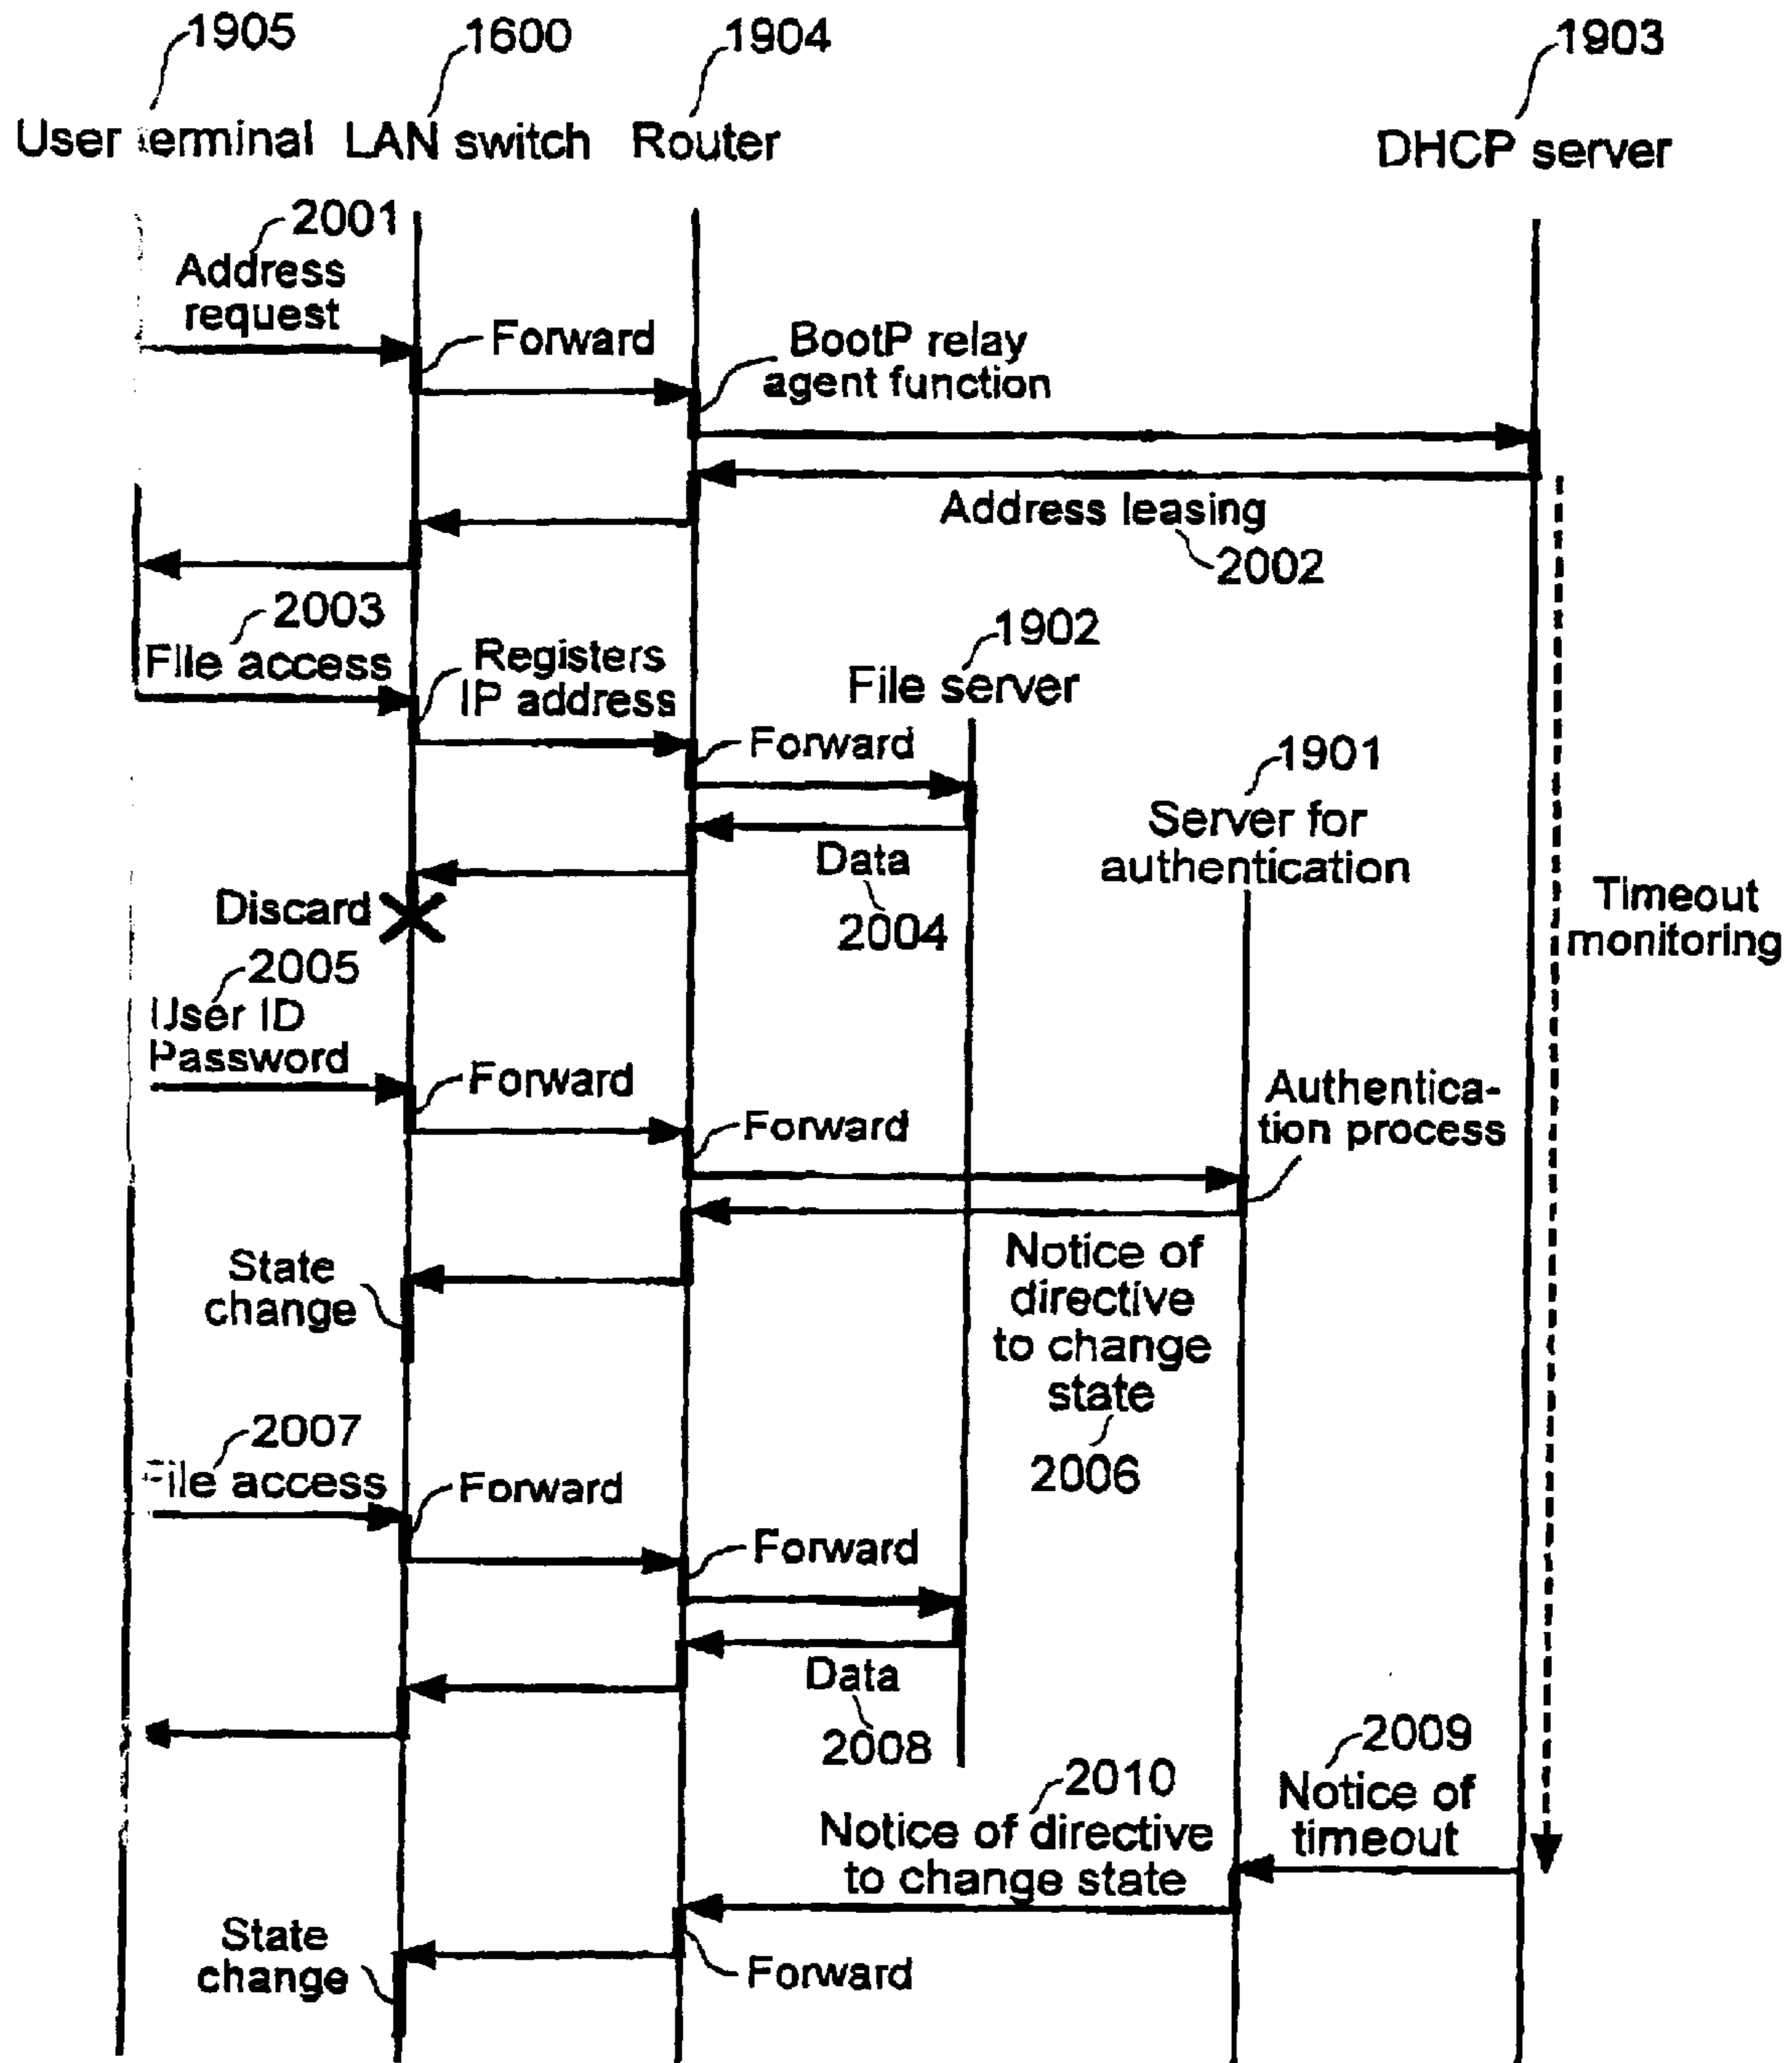 1905
1600
1904
1903
User terminal
LAN switch
Router
DHCP server
2001
Address
request
Forward
BootP relay
agent function
Address leasing
2002
2003
File access
Registers
IP address
1902
File server
Forward
1901
Server for
authentication
Data
2004
Discard
Timeout
monitoring
2005
User ID
Password
Forward
Forward
Authentica-
tion process
State
change
Notice of
directive
to change
state
2006
2007
File access
Forward
Forward
Data
2008
2009
Notice of
timeout
2010
Notice of directive
to change state
State
change
Forward